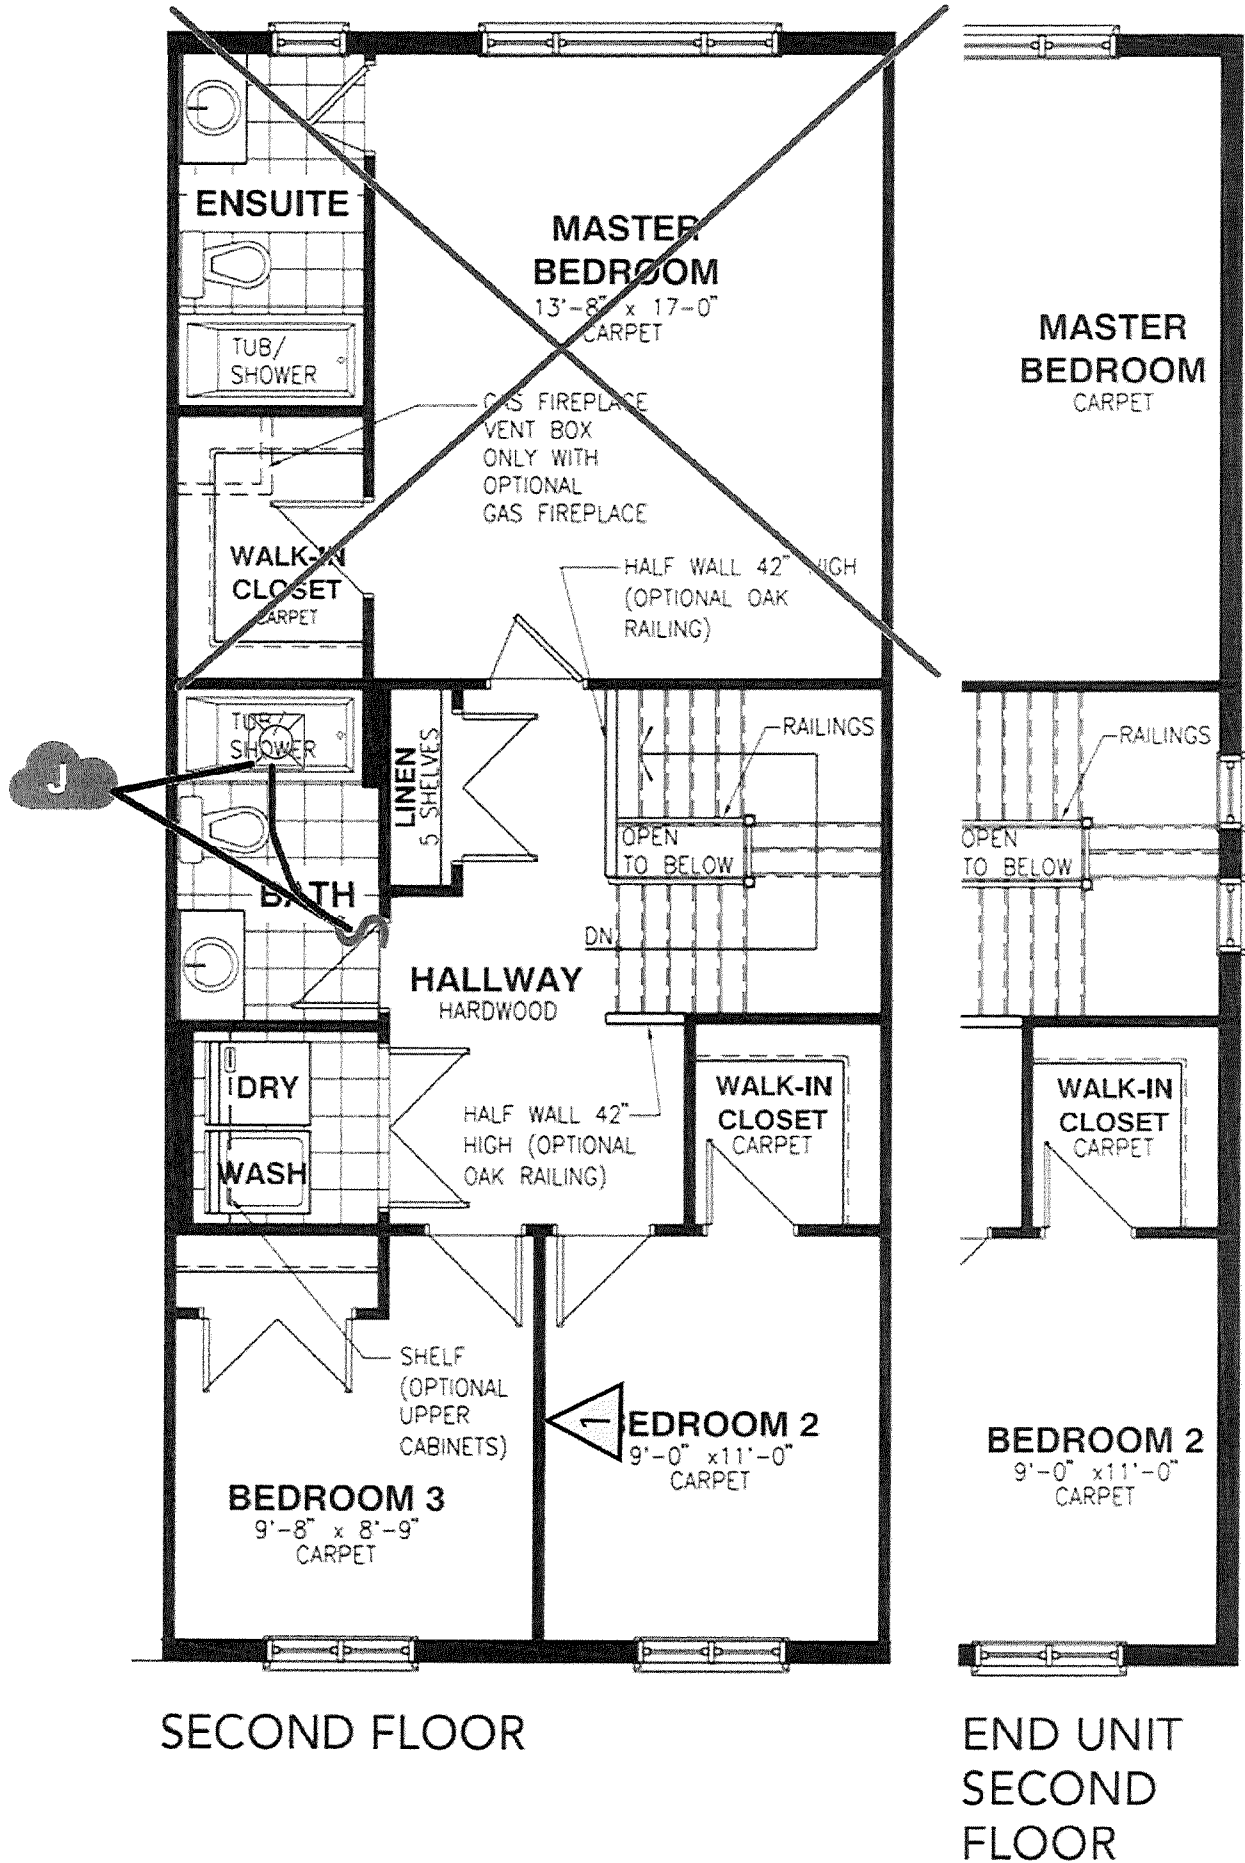 ENSUITE
TUB/
SHOWER
MASTER
BEDROOM
13'-8" x 17'-0"
CARPET
GAS FIREPLACE
VENT BOX
ONLY WITH
OPTIONAL
GAS FIREPLACE
WALK-IN
CLOSET
CARPET
HALF WALL 42" HIGH
(OPTIONAL OAK
RAILING)
TUB/
SHOWER
J
LINEN
5 SHELVES
RAILINGS
OPEN
TO BELOW
BATH
DN
HALLWAY
HARDWOOD
DRY
WASH
HALF WALL 42"
HIGH (OPTIONAL
OAK RAILING)
WALK-IN
CLOSET
CARPET
SHELF
(OPTIONAL
UPPER
CABINETS)
1
BEDROOM 2
9'-0" x11'-0"
CARPET
BEDROOM 3
9'-8" x 8'-9"
CARPET
SECOND FLOOR
MASTER
BEDROOM
CARPET
RAILINGS
OPEN
TO BELOW
WALK-IN
CLOSET
CARPET
BEDROOM 2
9'-0" x11'-0"
CARPET
END UNIT
SECOND
FLOOR